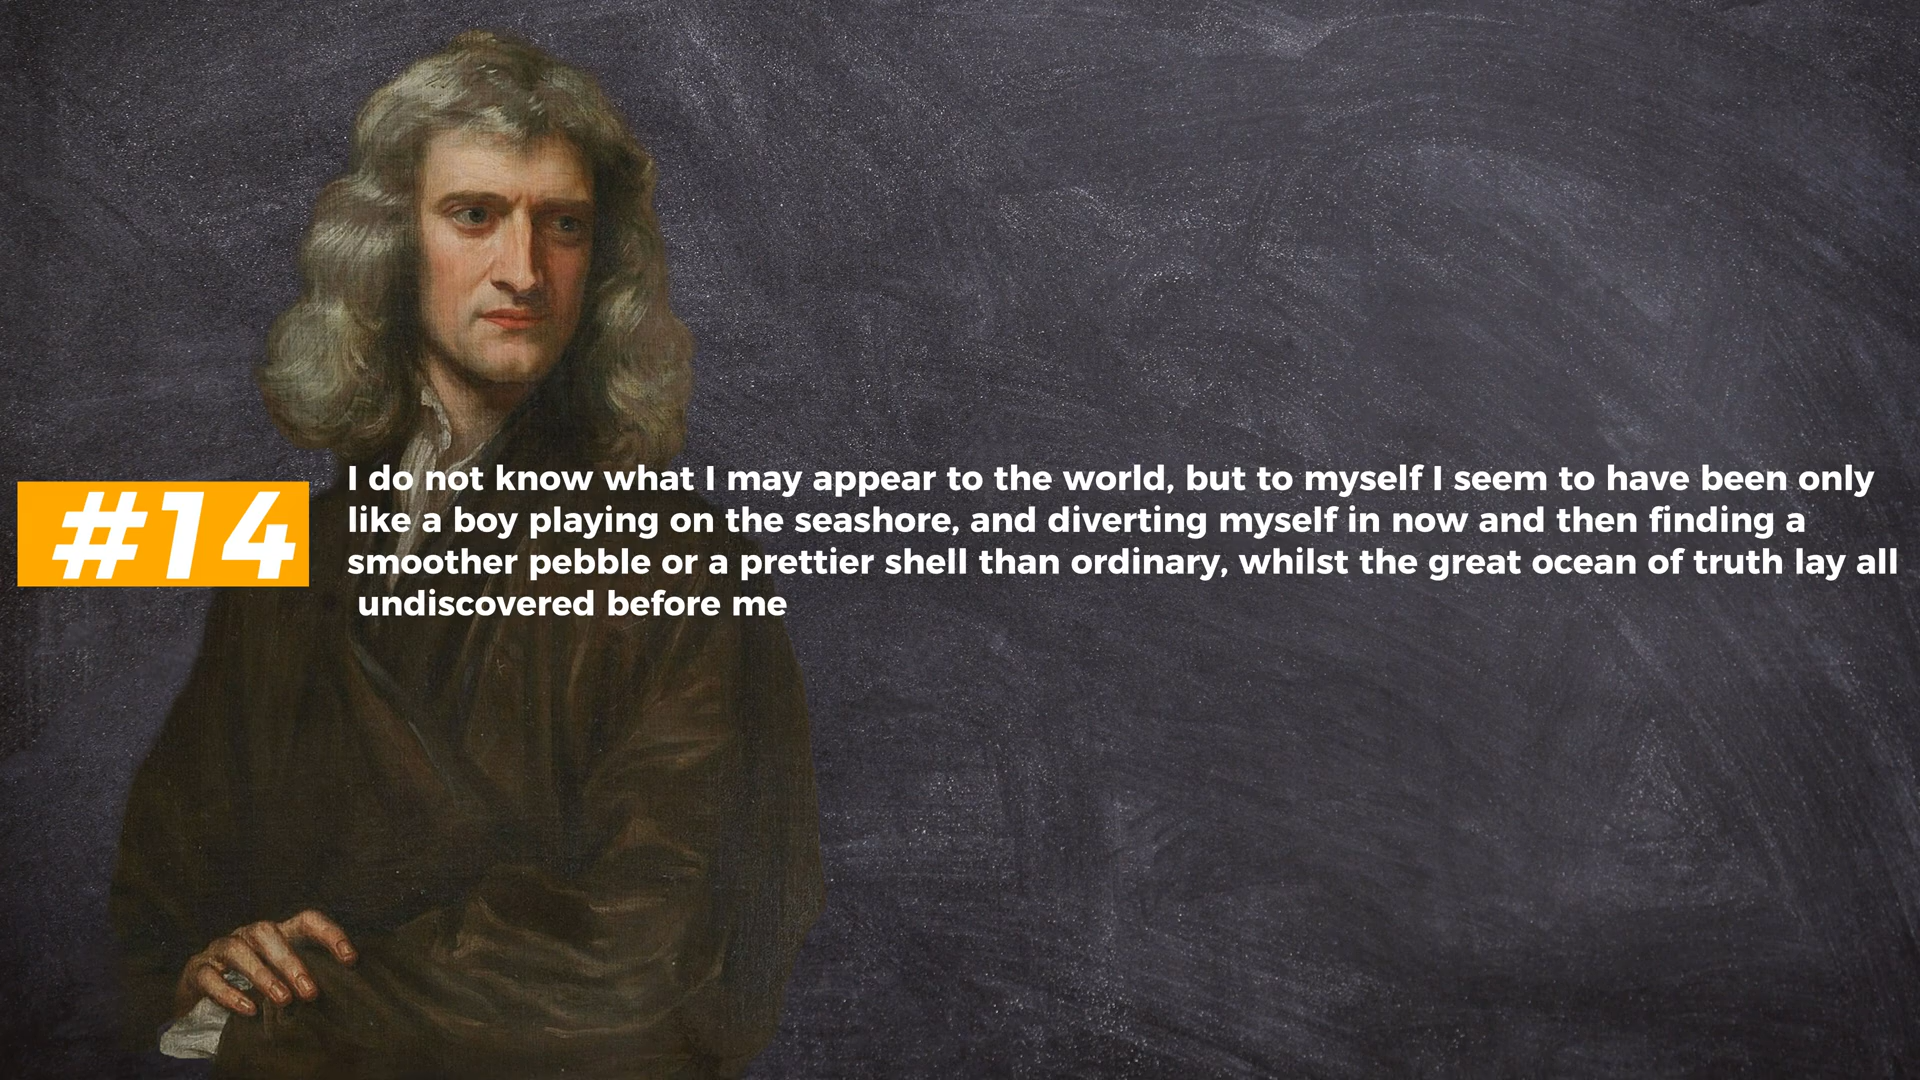 #14
I do not know what I may appear to the world, but to myself I seem to have been only
like a boy playing on the seashore, and diverting myself in now and then finding a
smoother pebble or a prettier shell than ordinary, whilst the great ocean of truth lay all
undiscovered before me